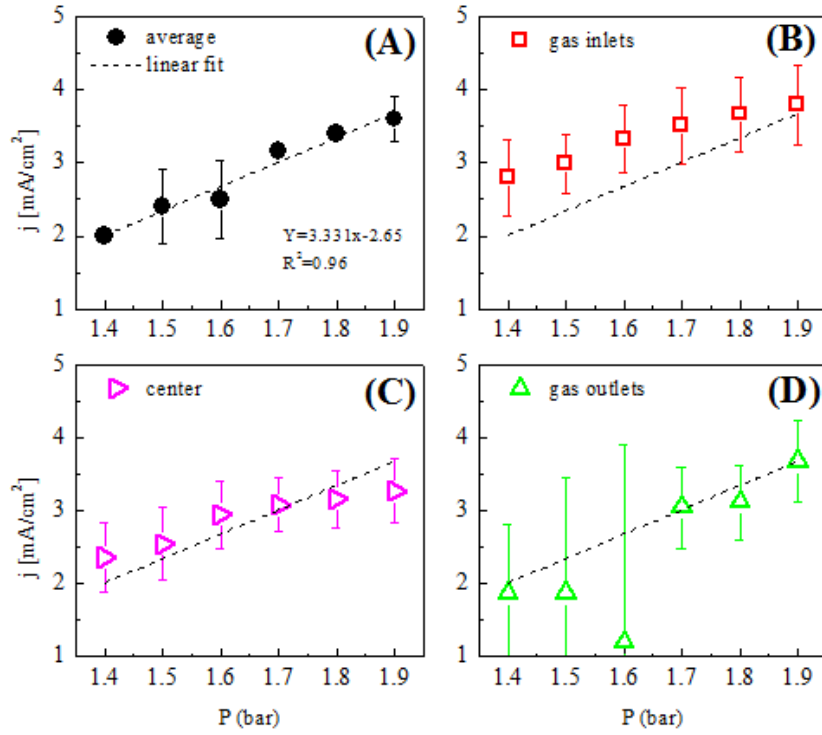 5
4
3
2
1
j [mA/cm²]
average
linear fit
(A)
Y=3.331x-2.65
R²=0.96
1.4 1.5 1.6 1.7 1.8 1.9
5
4
3
2
1
gas inlets
(B)
1.4 1.5 1.6 1.7 1.8 1.9
5
4
3
2
1
j [mA/cm²]
center
(C)
1.4 1.5 1.6 1.7 1.8 1.9
P (bar)
5
4
3
2
1
gas outlets
(D)
1.4 1.5 1.6 1.7 1.8 1.9
P (bar)